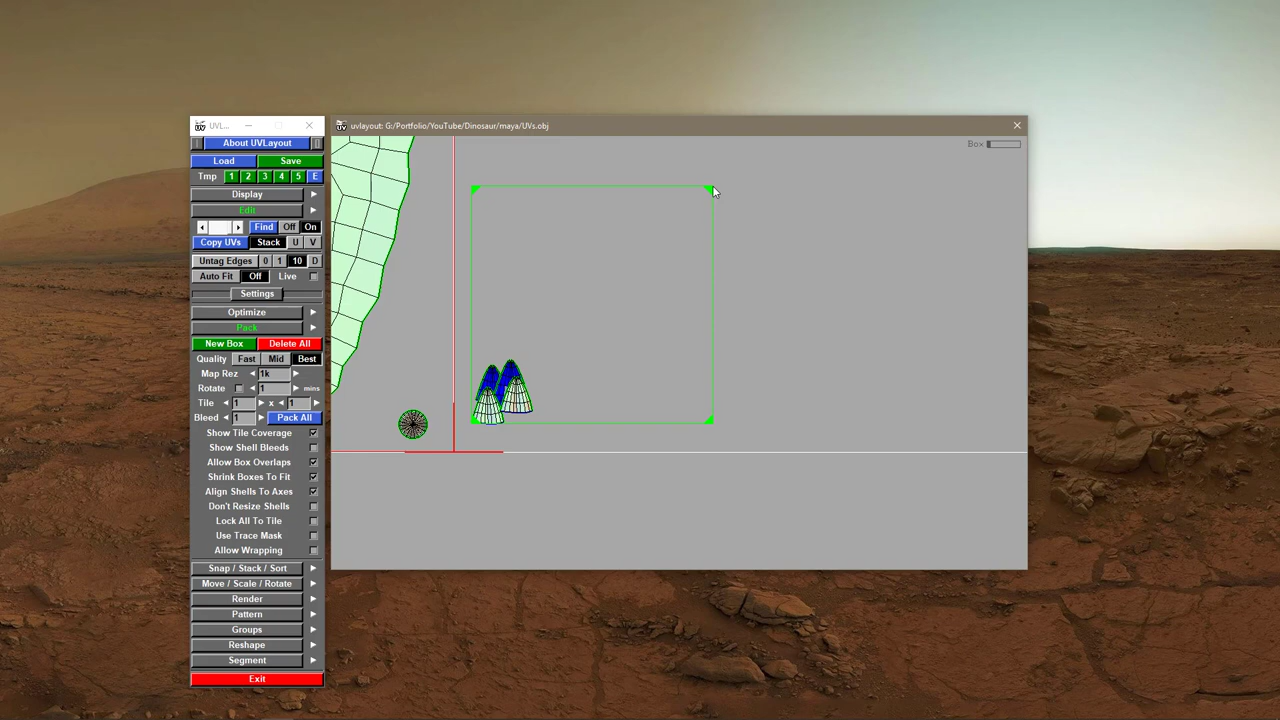 UVL...
uvlayout: G:/Portfolio/YouTube/Dinosaur/maya/UVs.obj
About UVLayout
Box
Load Save
Tmp 1 2 3 4 5 E
Display
Edit
Find Off On
Copy UVs Stack U V
Untag Edges 0 1 10 D
Auto Fit Off Live
Settings
Optimize
Pack
New Box Delete All
Quality Fast Mid Best
Map Rez 1k
Rotate 1 mins
Tile 1 x 1
Bleed 1 Pack All
Show Tile Coverage
Show Shell Bleeds
Allow Box Overlaps
Shrink Boxes To Fit
Align Shells To Axes
Don't Resize Shells
Lock All To Tile
Use Trace Mask
Allow Wrapping
Snap / Stack / Sort
Move / Scale / Rotate
Render
Pattern
Groups
Reshape
Segment
Exit